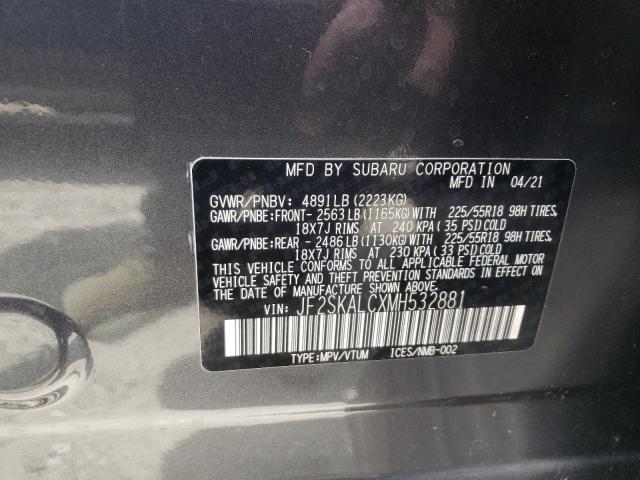 MFD BY SUBARU CORPORATION
MFD IN 04/21
GVWR/PNBV: 4891LB(2223KG)
GAWR/PNBE:FRONT- 2563LB(1165KG)WITH 225/55R18 98H TIRES,
18X7J RIMS AT 240 KPA(35 PSI)COLD
GAWR/PNBE:REAR - 2486LB(1130KG)WITH 225/55R18 98H TIRES,
18X7J RIMS AT 230 KPA(33 PSI)COLD
THIS VEHICLE CONFORMS TO ALL APPLICABLE FEDERAL MOTOR
VEHICLE SAFETY AND THEFT PREVENTION STANDARDS IN EFFECT
ON THE DATE OF MANUFACTURE SHOWN ABOVE.
VIN: JF2SKALCXMH532881
TYPE:MPV/VTUM ICES/NMB-002